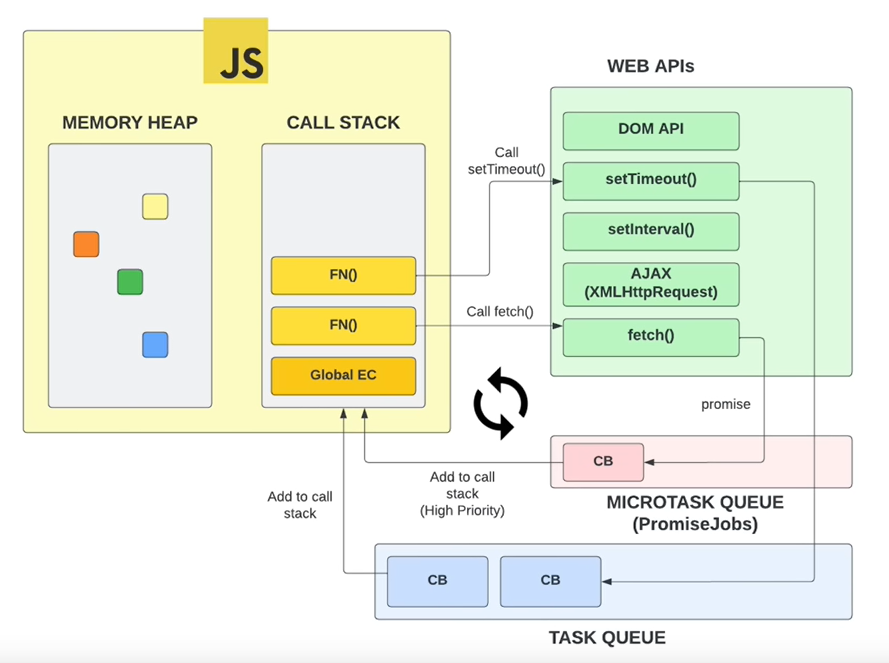 JS
WEB APIs
MEMORY HEAP
CALL STACK
DOM API
Call
setTimeout()
setTimeout()
setInterval()
AJAX
(XMLHttpRequest)
FN()
Call fetch()
FN()
fetch()
Global EC
promise
CB
Add to call
stack
(High Priority)
Add to call
stack
MICROTASK QUEUE
(PromiseJobs)
CB
CB
TASK QUEUE